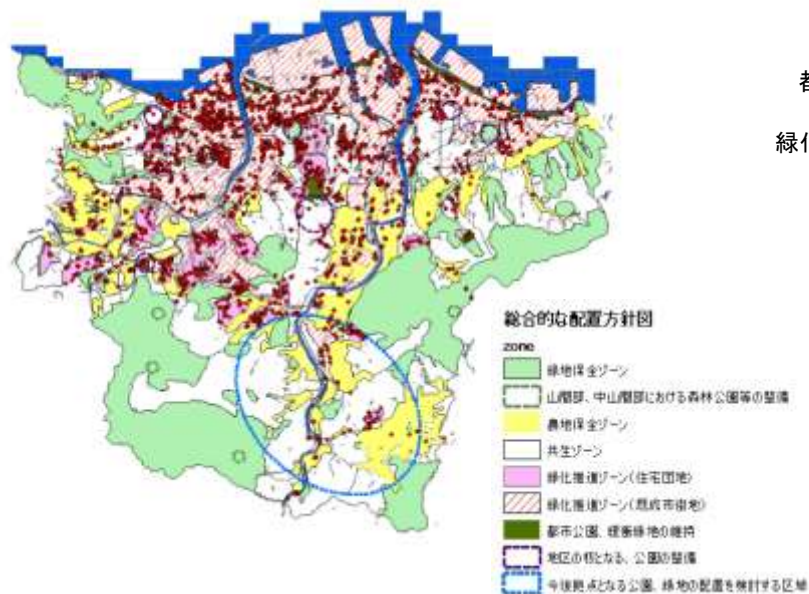 都
緑化
総合的な配置方針図
zone
緑地保全ゾーン
山間部、中山間部における森林公園等の整備
農地保全ゾーン
共生ゾーン
緑化推進ゾーン(住宅団地)
緑化推進ゾーン(既成市街地)
都市公園、緩衝緑地の維持
地区の核となる、公園の整備
今後拠点となる公園、緑地の配置を検討する区域